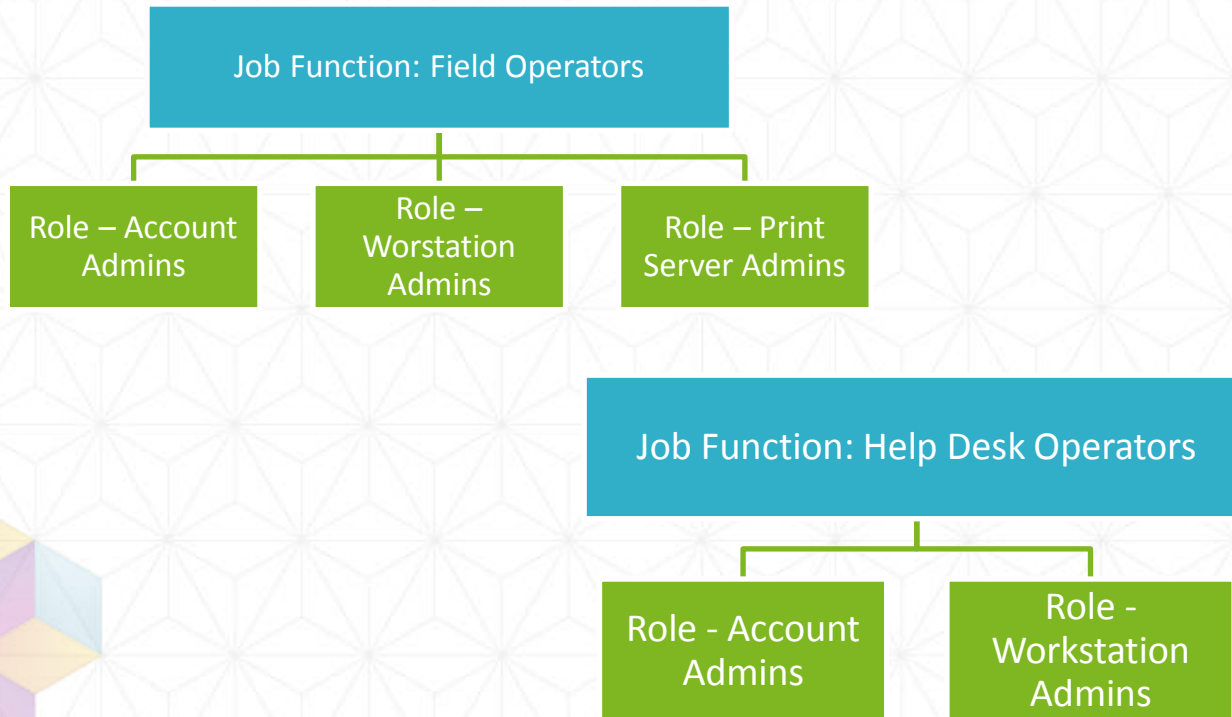 Job Function: Field Operators
Role – Account
Admins
Role –
Worstation
Admins
Role – Print
Server Admins
Job Function: Help Desk Operators
Role - Account
Admins
Role -
Workstation
Admins